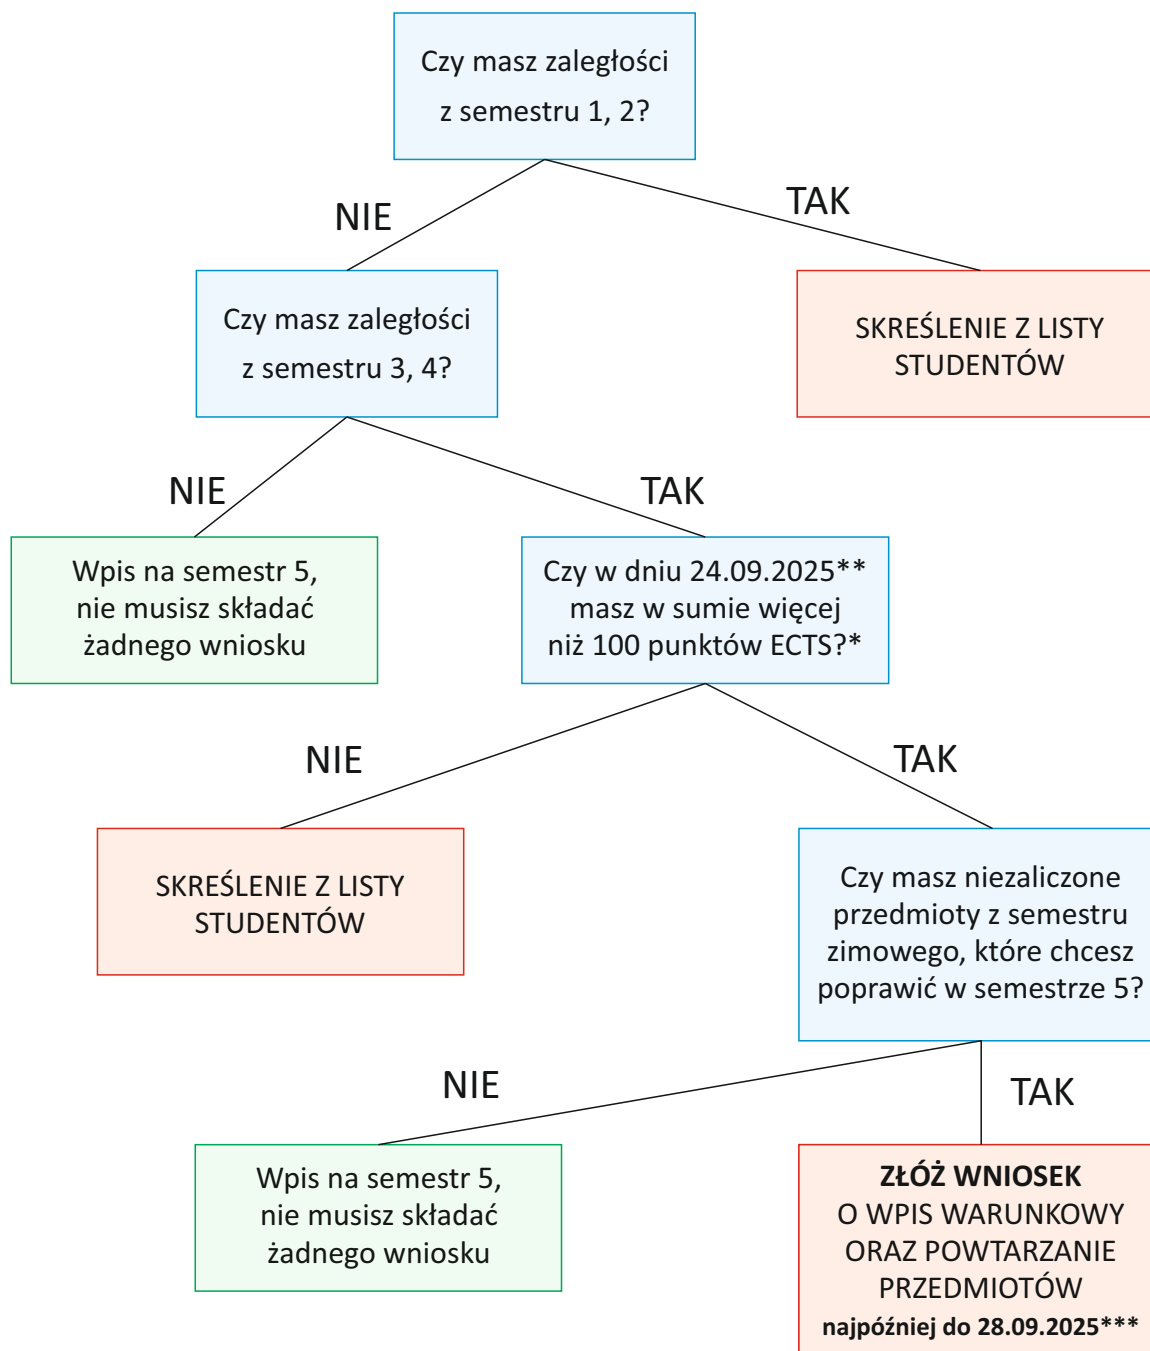 Czy masz zaległości
z semestru 1, 2?
NIE
TAK
Czy masz zaległości
z semestru 3, 4?
SKREŚLENIE Z LISTY
STUDENTÓW
NIE
TAK
Wpis na semestr 5,
nie musisz składać
żadnego wniosku
Czy w dniu 24.09.2025**
masz w sumie więcej
niż 100 punktów ECTS?*
NIE
TAK
SKREŚLENIE Z LISTY
STUDENTÓW
Czy masz niezaliczone
przedmioty z semestru
zimowego, które chcesz
poprawić w semestrze 5?
NIE
TAK
Wpis na semestr 5,
nie musisz składać
żadnego wniosku
ZŁÓŻ WNIOSEK
O WPIS WARUNKOWY
ORAZ POWTARZANIE
PRZEDMIOTÓW
najpóźniej do 28.09.2025***